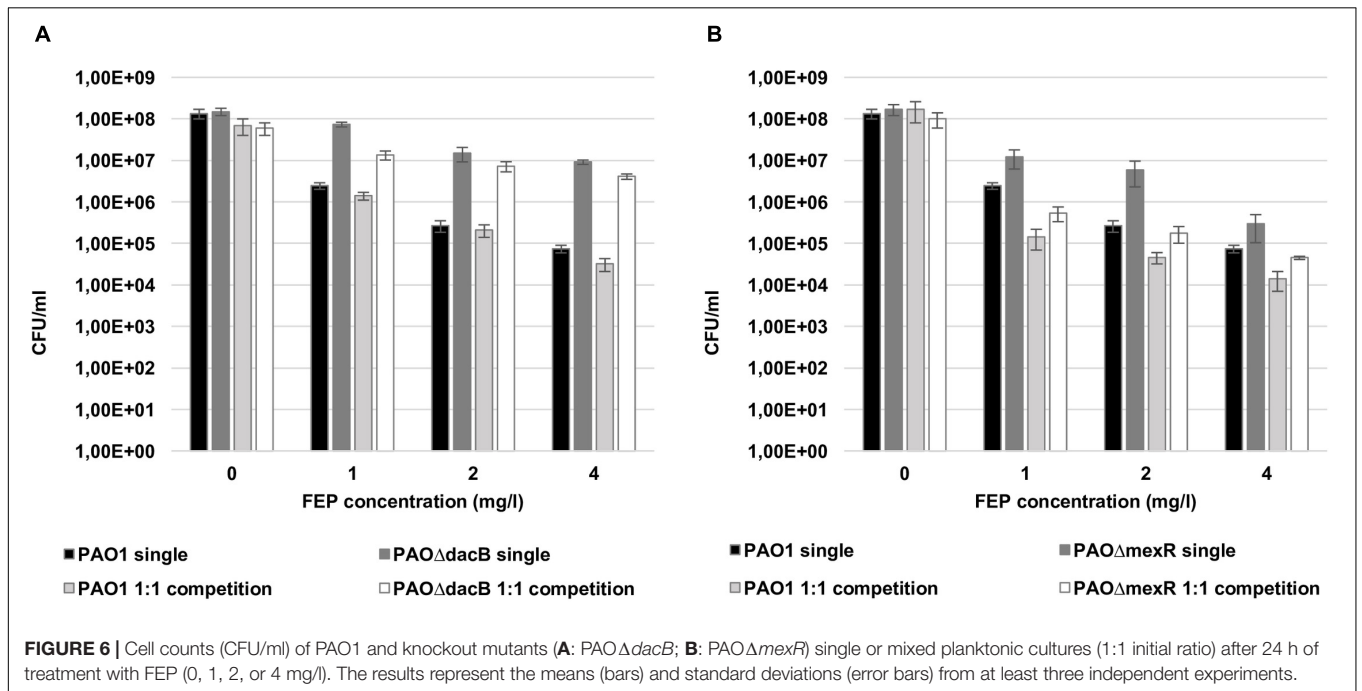 A
1,00E+09
1,00E+08
1,00E+07
1,00E+06
1,00E+05
1,00E+04
1,00E+03
1,00E+02
1,00E+01
1,00E+00
CFU/ml
0 1 2 4
FEP concentration (mg/l)
PAO1 single PAOΔdacB single
PAO1 1:1 competition PAOΔdacB 1:1 competition
B
1,00E+09
1,00E+08
1,00E+07
1,00E+06
1,00E+05
1,00E+04
1,00E+03
1,00E+02
1,00E+01
1,00E+00
CFU/ml
0 1 2 4
FEP concentration (mg/l)
PAO1 single PAOΔmexR single
PAO1 1:1 competition PAOΔmexR 1:1 competition
FIGURE 6 | Cell counts (CFU/ml) of PAO1 and knockout mutants (A: PAOΔdacB; B: PAOΔmexR) single or mixed planktonic cultures (1:1 initial ratio) after 24 h of
treatment with FEP (0, 1, 2, or 4 mg/l). The results represent the means (bars) and standard deviations (error bars) from at least three independent experiments.